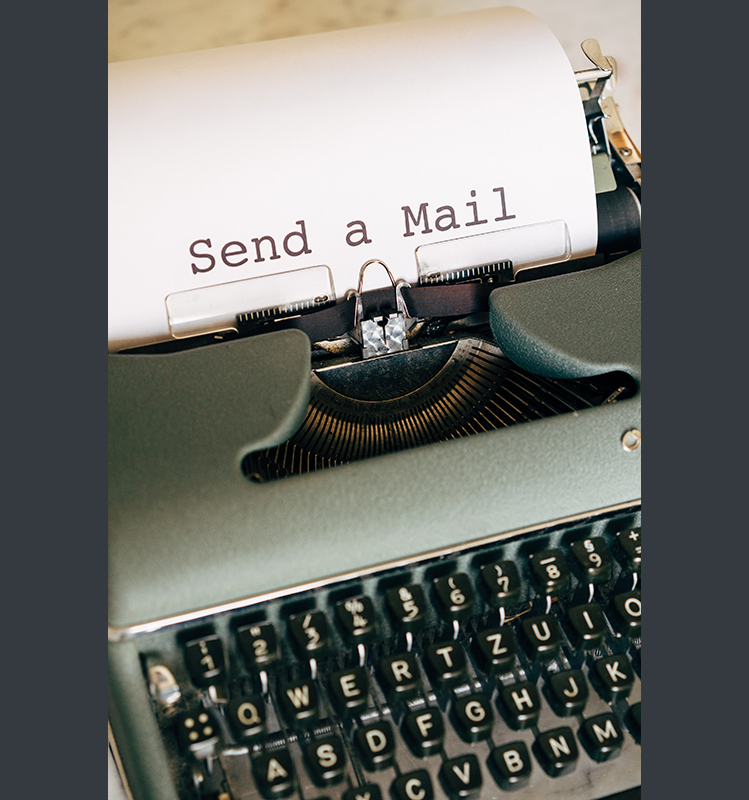 Send a Mail
! 1 " 2 / 3 % 4 & 5 ( 6 ) 7 _ 8 § 9 +
Q W E R T Z U I O
A S D F G H J K
X C V B N M